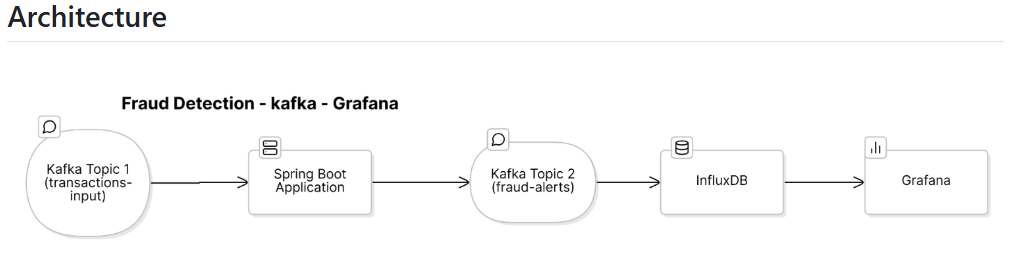 Architecture
Fraud Detection - kafka - Grafana
Kafka Topic 1
(transactions-
input)
Spring Boot
Application
Kafka Topic 2
(fraud-alerts)
InfluxDB
Grafana